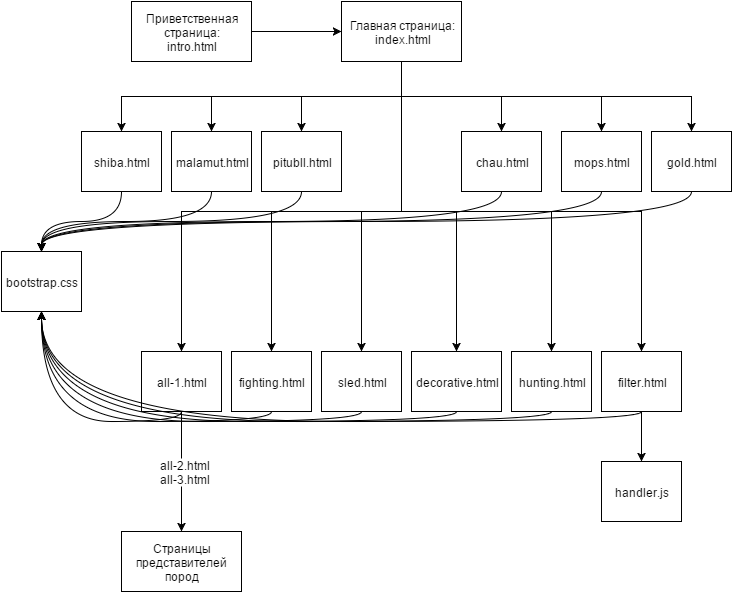 Приветственная
страница:
intro.html
Главная страница:
index.html
shiba.html
malamut.html
pitubll.html
chau.html
mops.html
gold.html
bootstrap.css
all-1.html
fighting.html
sled.html
decorative.html
hunting.html
filter.html
all-2.html
all-3.html
handler.js
Страницы
представителей
пород